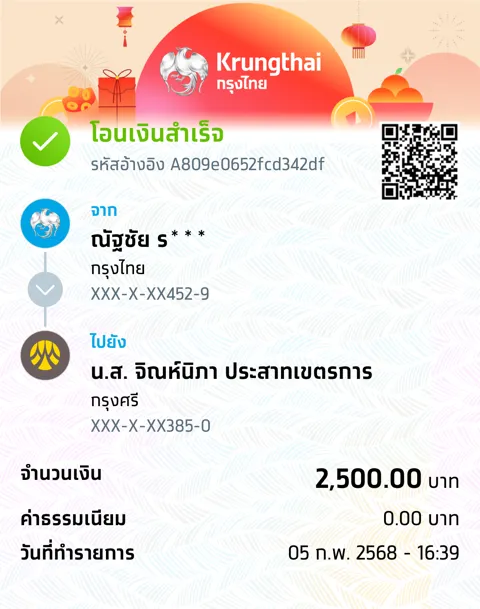 Krungthai
กรุงไทย
โอนเงินสำเร็จ
รหัสอ้างอิง A809e0652fcd342df
จาก
ณัฐชัย ร***
กรุงไทย
XXX-X-XX452-9
ไปยัง
น.ส. จิณห์นิภา ประสาทเขตรการ
กรุงศรี
XXX-X-XX385-0
จำนวนเงิน 2,500.00 บาท
ค่าธรรมเนียม 0.00 บาท
วันที่ทำรายการ 05 ก.พ. 2568 - 16:39